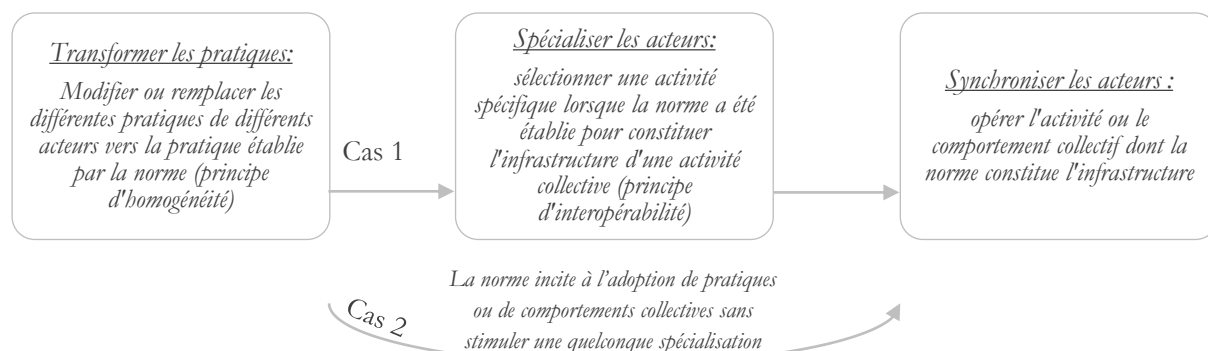 Transformer les pratiques:
Modifier ou remplacer les
différentes pratiques de différents
acteurs vers la pratique établie
par la norme (principe
d'homogénéité)
Cas 1
Spécialiser les acteurs:
sélectionner une activité
spécifique lorsque la norme a été
établie pour constituer
l'infrastructure d'une activité
collective (principe
d'interopérabilité)
Synchroniser les acteurs :
opérer l'activité ou le
comportement collectif dont la
norme constitue l'infrastructure
Cas 2
La norme incite à l'adoption de pratiques
ou de comportements collectives sans
stimuler une quelconque spécialisation